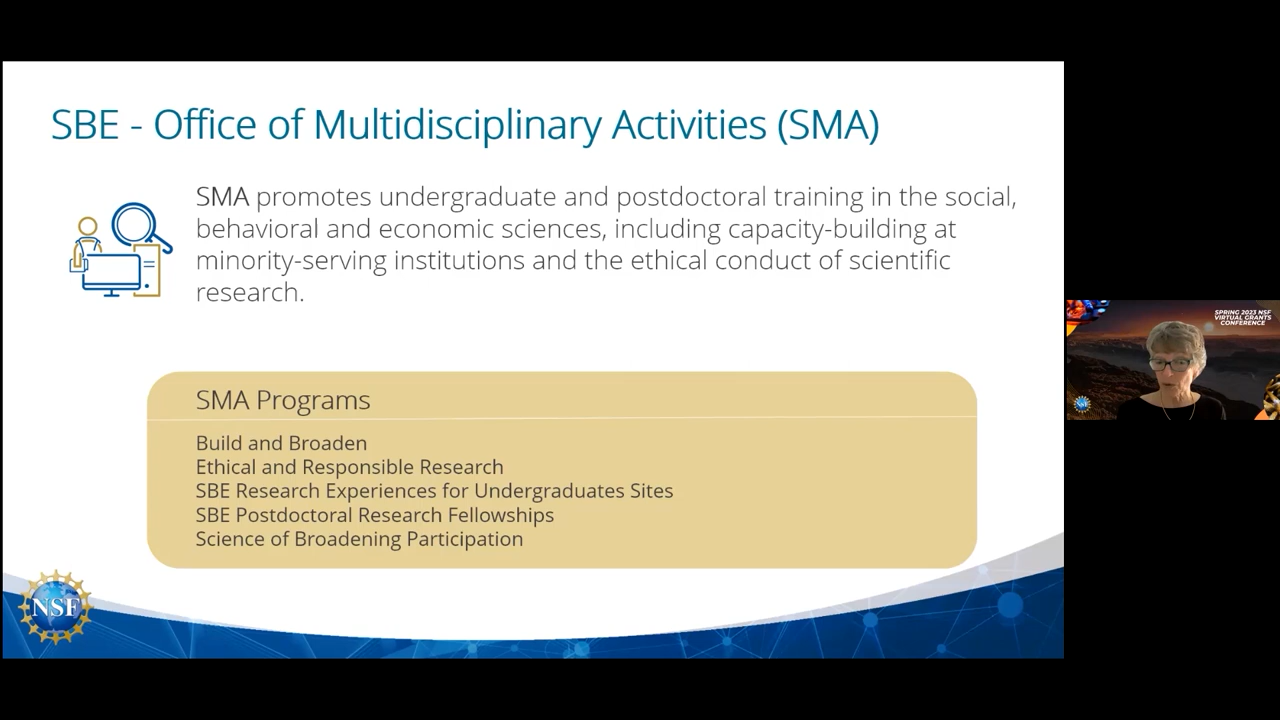 SBE - Office of Multidisciplinary Activities (SMA)
SMA promotes undergraduate and postdoctoral training in the social,
behavioral and economic sciences, including capacity-building at
minority-serving institutions and the ethical conduct of scientific
research.
SMA Programs
Build and Broaden
Ethical and Responsible Research
SBE Research Experiences for Undergraduates Sites
SBE Postdoctoral Research Fellowships
Science of Broadening Participation
NSF
SPRING 2023 NSF
VIRTUAL GRANTS
CONFERENCE
NSF